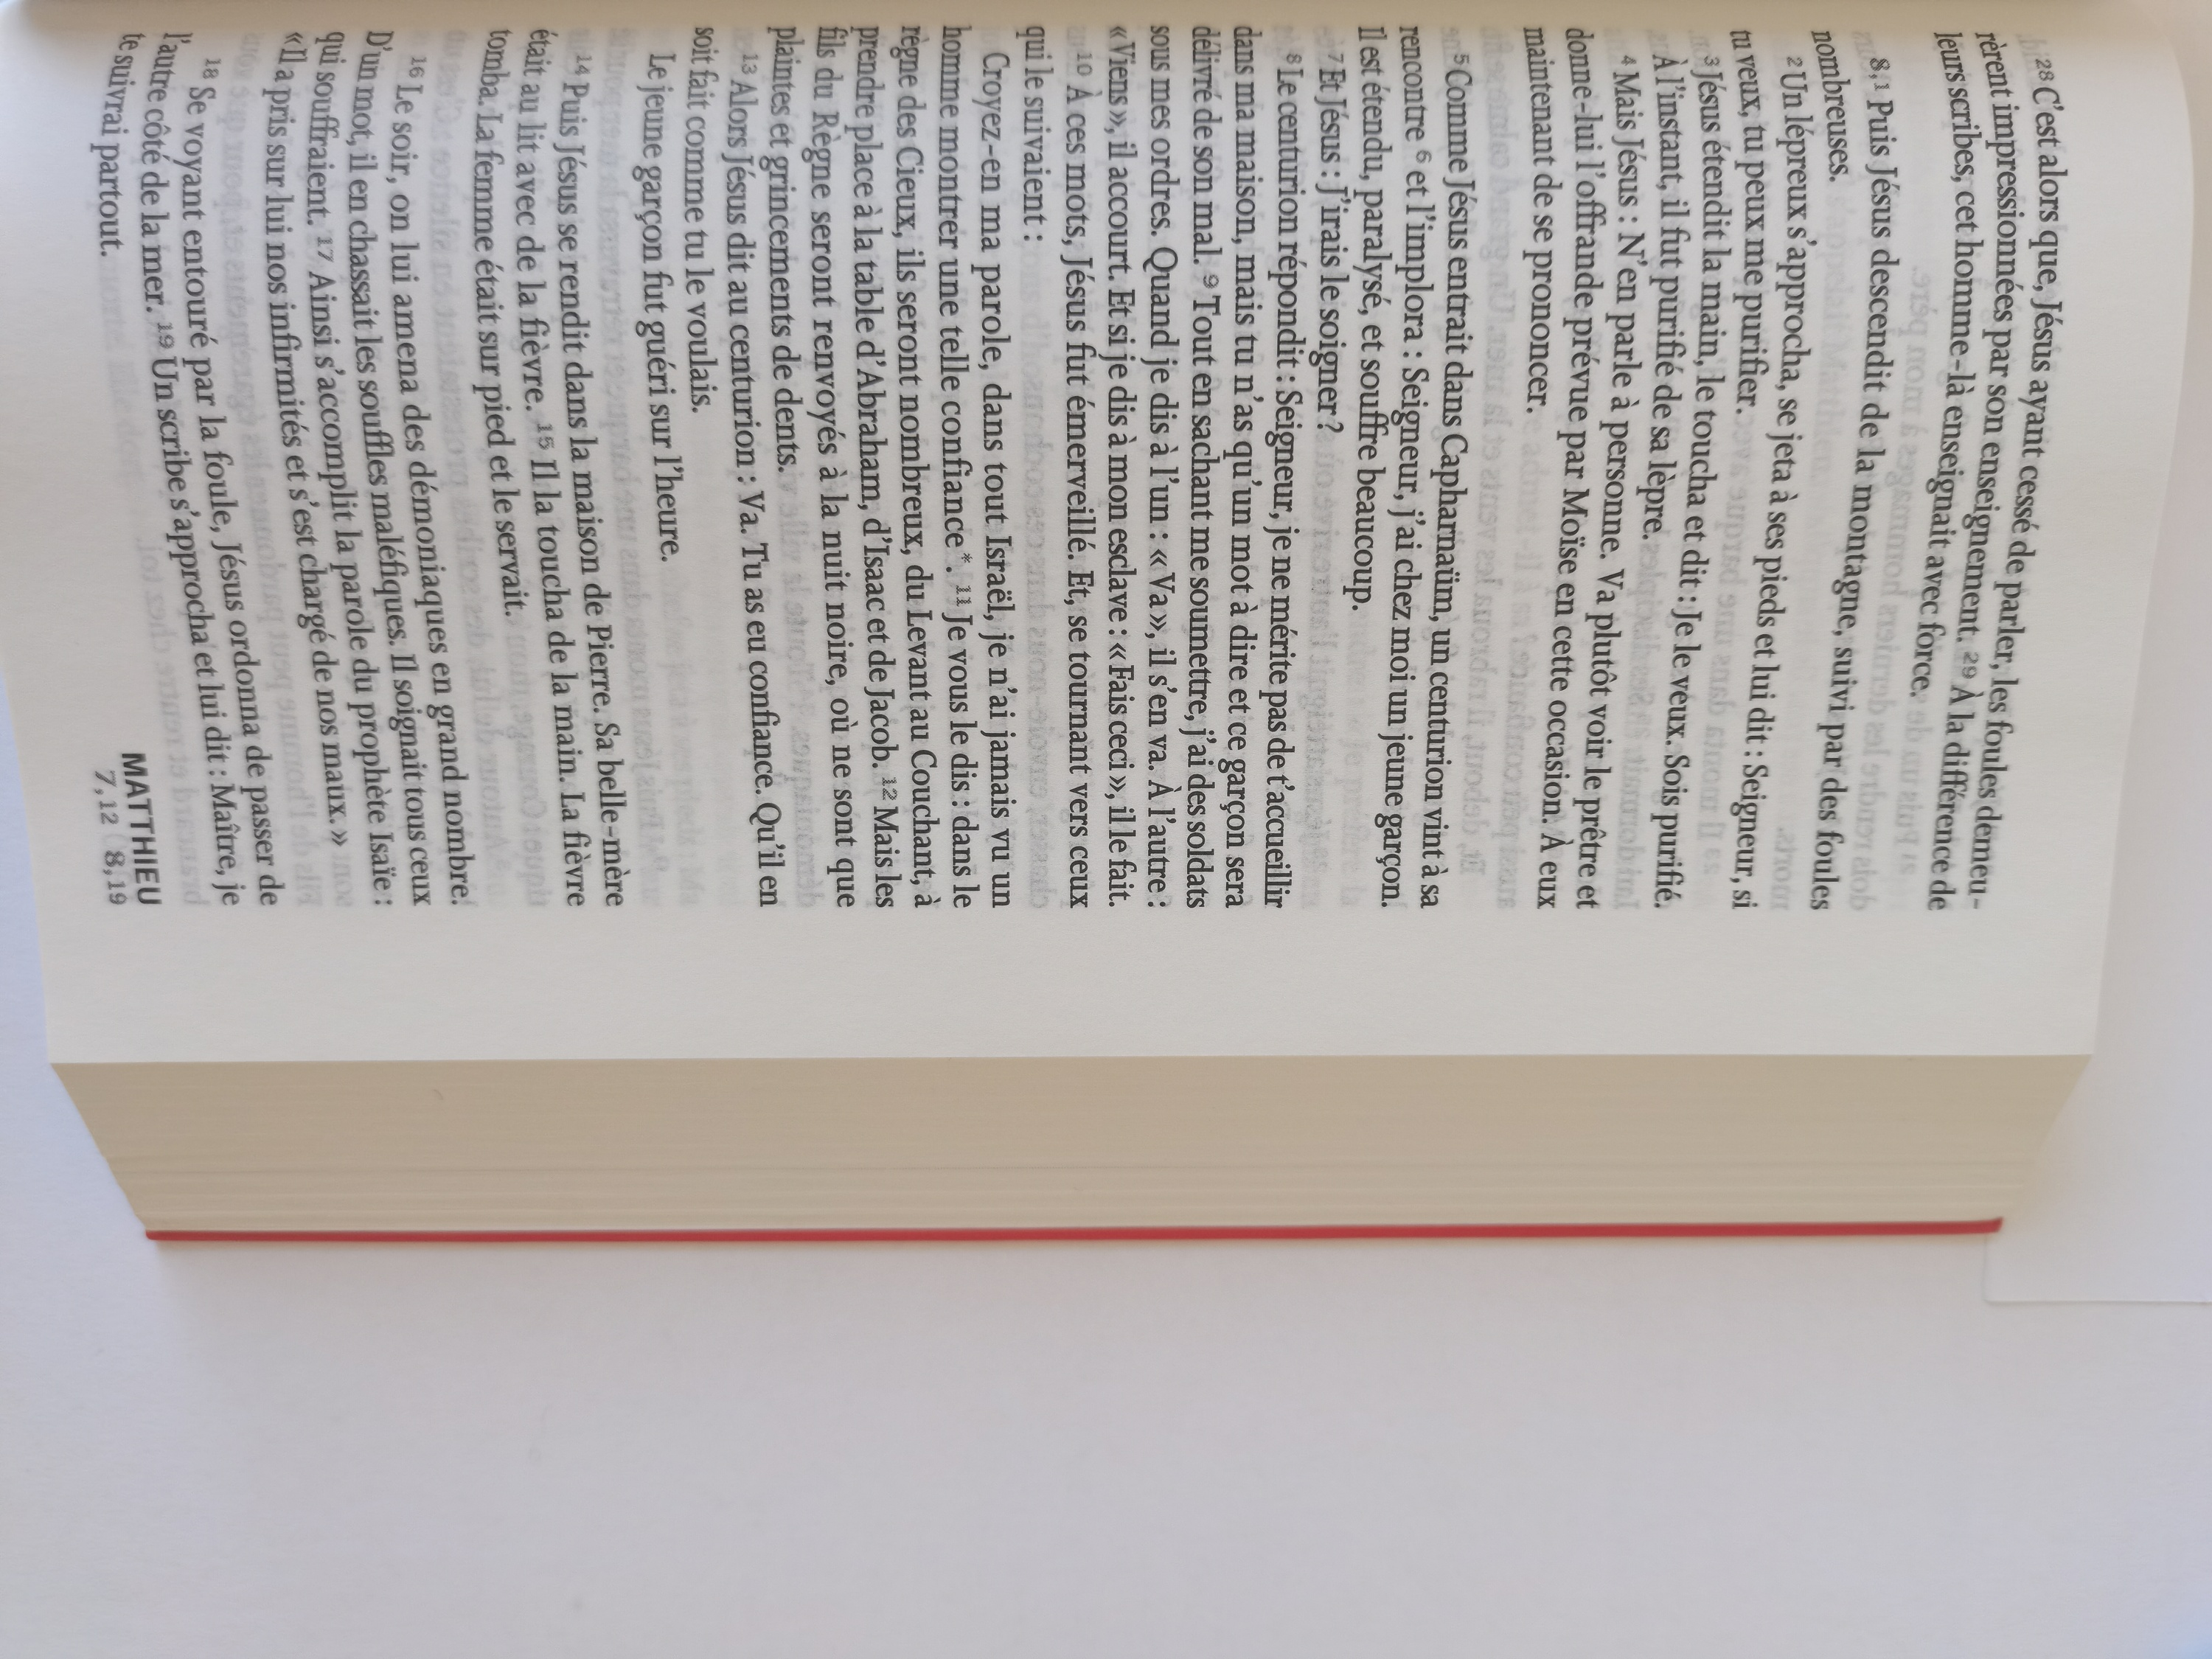 28 C'est alors que, Jésus ayant cessé de parler, les foules demeu-
rèrent impressionnées par son enseignement. 29 À la différence de
leurs scribes, cet homme-là enseignait avec force.
8,1 Puis Jésus descendit de la montagne, suivi par des foules
nombreuses.
2 Un lépreux s'approcha, se jeta à ses pieds et lui dit : Seigneur, si
tu veux, tu peux me purifier.
3 Jésus étendit la main, le toucha et dit : Je le veux. Sois purifié.
À l'instant, il fut purifié de sa lèpre.
4 Mais Jésus : N'en parle à personne. Va plutôt voir le prêtre et
donne-lui l'offrande prévue par Moïse en cette occasion. À eux
maintenant de se prononcer.
5 Comme Jésus entrait dans Capharnaüm, un centurion vint à sa
rencontre 6 et l'implora : Seigneur, j'ai chez moi un jeune garçon.
Il est étendu, paralysé, et souffre beaucoup.
7 Et Jésus : J'irais le soigner ?
8 Le centurion répondit : Seigneur, je ne mérite pas de t'accueillir
dans ma maison, mais tu n'as qu'un mot à dire et ce garçon sera
délivré de son mal. 9 Tout en sachant me soumettre, j'ai des soldats
sous mes ordres. Quand je dis à l'un : « Va », il s'en va. À l'autre :
« Viens », il accourt. Et si je dis à mon esclave : « Fais ceci », il le fait.
10 À ces mots, Jésus fut émerveillé. Et, se tournant vers ceux
qui le suivaient :
Croyez-en ma parole, dans tout Israël, je n'ai jamais vu un
homme montrer une telle confiance*. 11 Je vous le dis : dans le
règne des Cieux, ils seront nombreux, du Levant au Couchant, à
prendre place à la table d'Abraham, d'Isaac et de Jacob. 12 Mais les
fils du Règne seront renvoyés à la nuit noire, où ne sont que
plaintes et grincements de dents.
13 Alors Jésus dit au centurion : Va. Tu as eu confiance. Qu'il en
soit fait comme tu le voulais.
Le jeune garçon fut guéri sur l'heure.
14 Puis Jésus se rendit dans la maison de Pierre. Sa belle-mère
était au lit avec de la fièvre. 15 Il la toucha de la main. La fièvre
tomba. La femme était sur pied et le servait.
16 Le soir, on lui amena des démoniaques en grand nombre.
D'un mot, il en chassait les souffles maléfiques. Il soignait tous ceux
qui souffraient. 17 Ainsi s'accomplit la parole du prophète Isaïe :
« Il a pris sur lui nos infirmités et s'est chargé de nos maux. »
18 Se voyant entouré par la foule, Jésus ordonna de passer de
l'autre côté de la mer. 19 Un scribe s'approcha et lui dit : Maître, je
te suivrai partout.
MATTHIEU
7,12 8,19